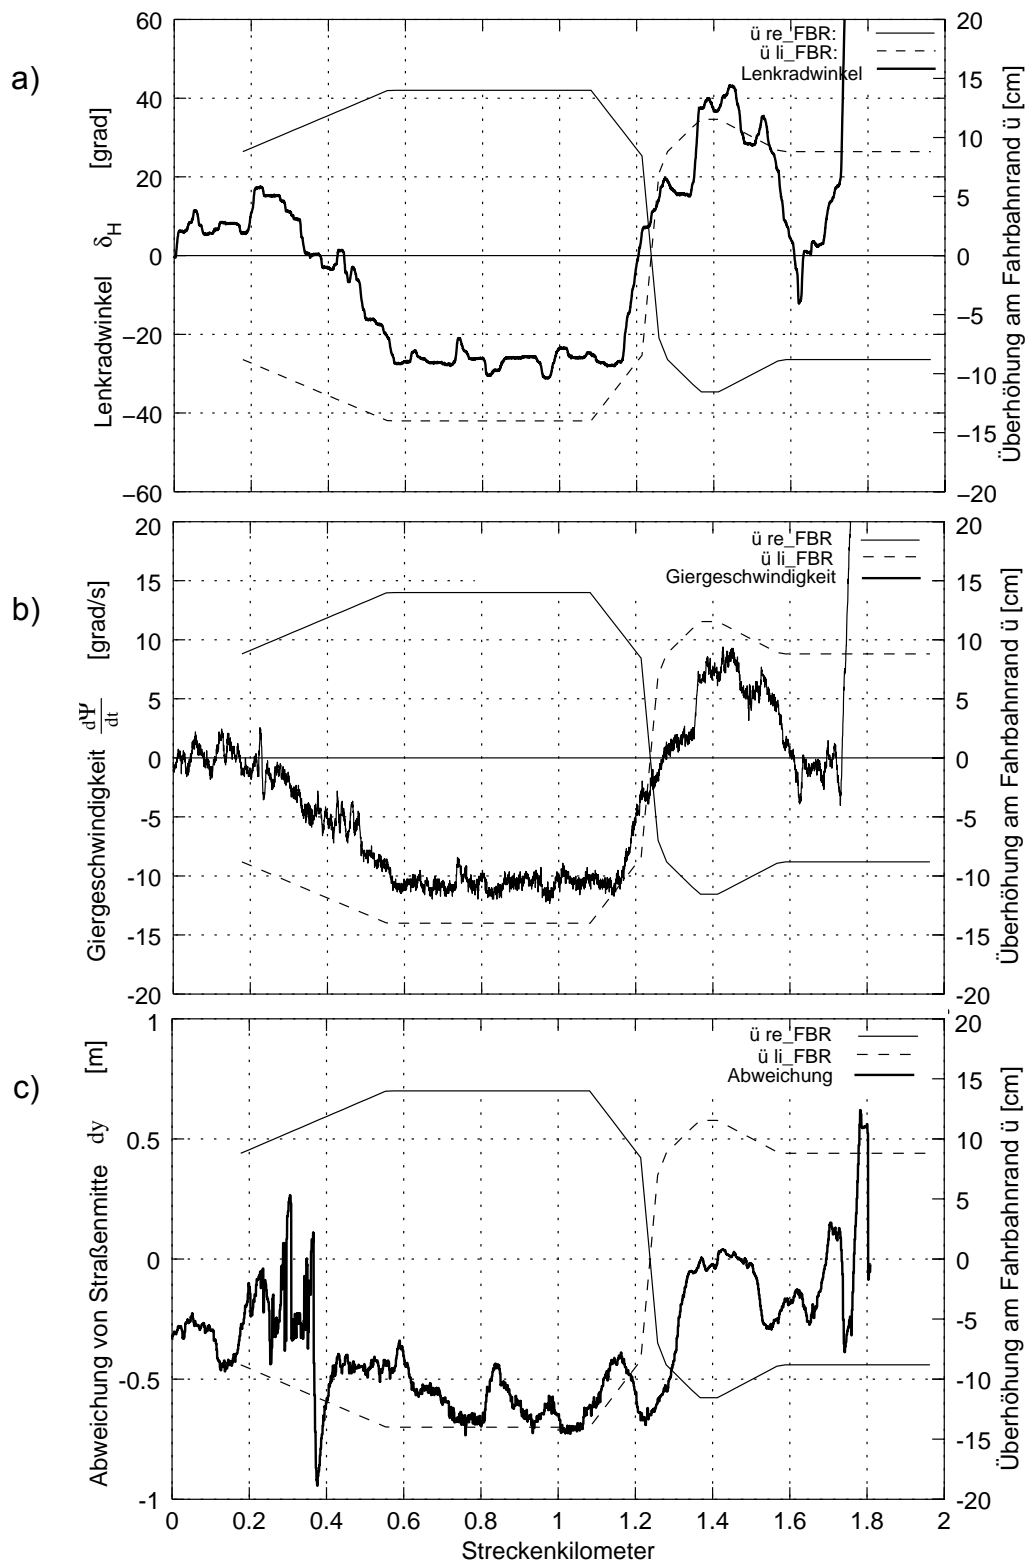 a)
60
40
20
0
−20
−40
−60
Lenkradwinkel δH [grad]
ü re_FBR:
ü li_FBR:
Lenkradwinkel
20
15
10
5
0
−5
−10
−15
−20
Überhöhung am Fahrbahnrand ü [cm]
b)
20
15
10
5
0
-5
-10
-15
-20
Giergeschwindigkeit dΨ/dt [grad/s]
ü re_FBR
ü li_FBR
Giergeschwindigkeit
20
15
10
5
0
-5
-10
-15
-20
Überhöhung am Fahrbahnrand ü [cm]
c)
1
0.5
0
-0.5
-1
Abweichung von Straßenmitte dy [m]
ü re_FBR
ü li_FBR
Abweichung
20
15
10
5
0
-5
-10
-15
-20
Überhöhung am Fahrbahnrand ü [cm]
0 0.2 0.4 0.6 0.8 1 1.2 1.4 1.6 1.8 2
Streckenkilometer